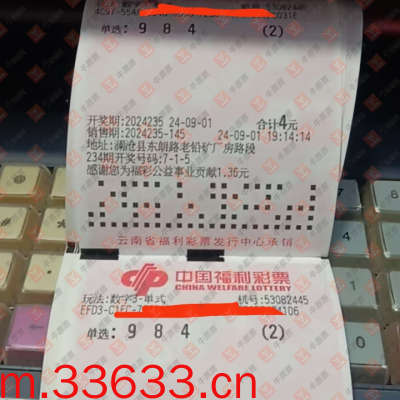 单选: 9 8 4 (2)
开奖期:2024235 24-09-01 合计4元
销售期:2024235-145 24-09-01 19:14:14
地址:澜沧县东朗路老铅矿厂房路段
234期开奖号码:7-1-5
感谢您为福彩公益事业贡献1.36元
云南省福利彩票发行中心承销
中国福利彩票
CHINA WELFARE LOTTERY
玩法:数字3-单式 机号:53082445
单选: 9 8 4 (2)
m.33633.cn